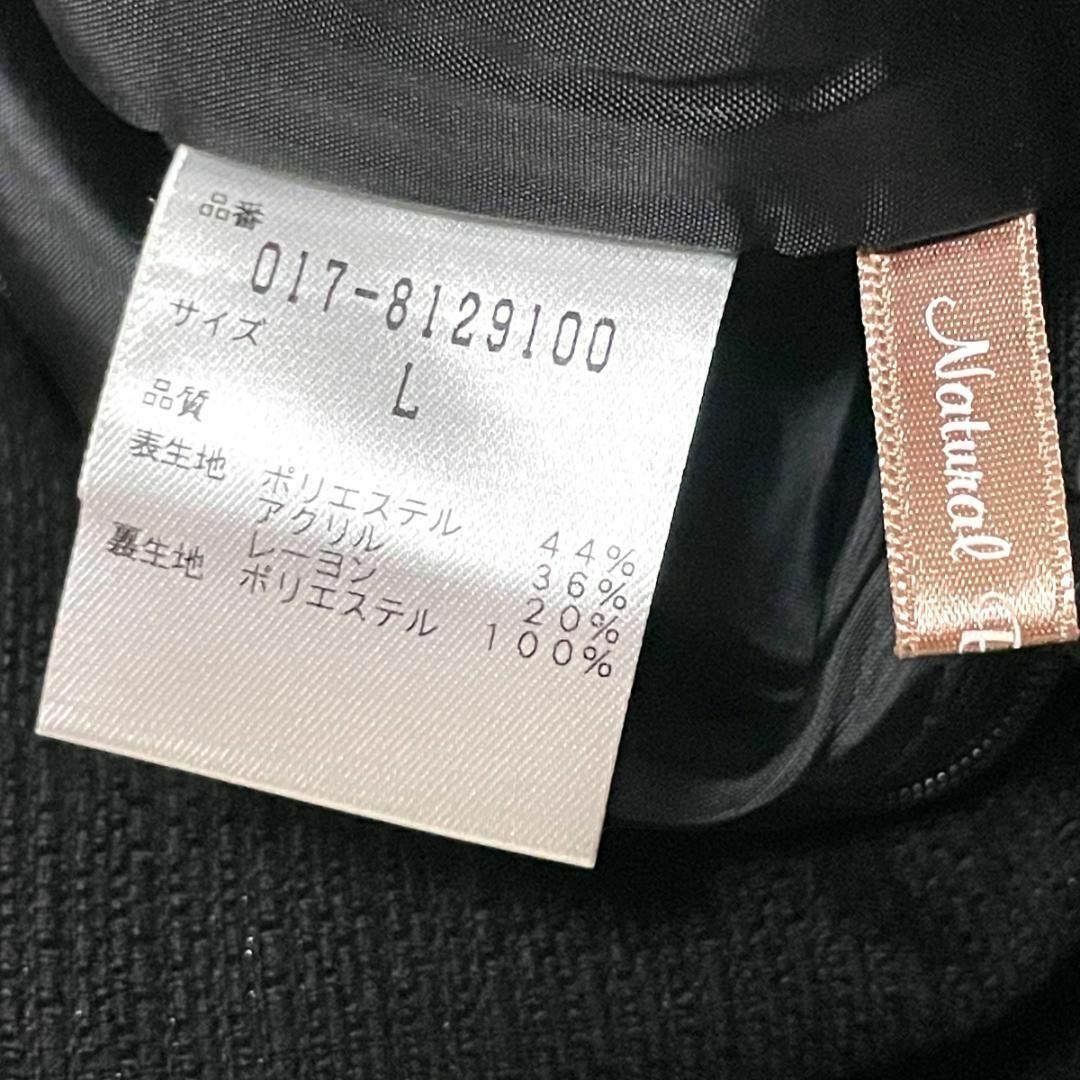 品番
017-8129100
サイズ
L
品質
表生地 ポリエステル 44%
アクリル 36%
レーヨン 20%
裏生地 ポリエステル 100%
Natural